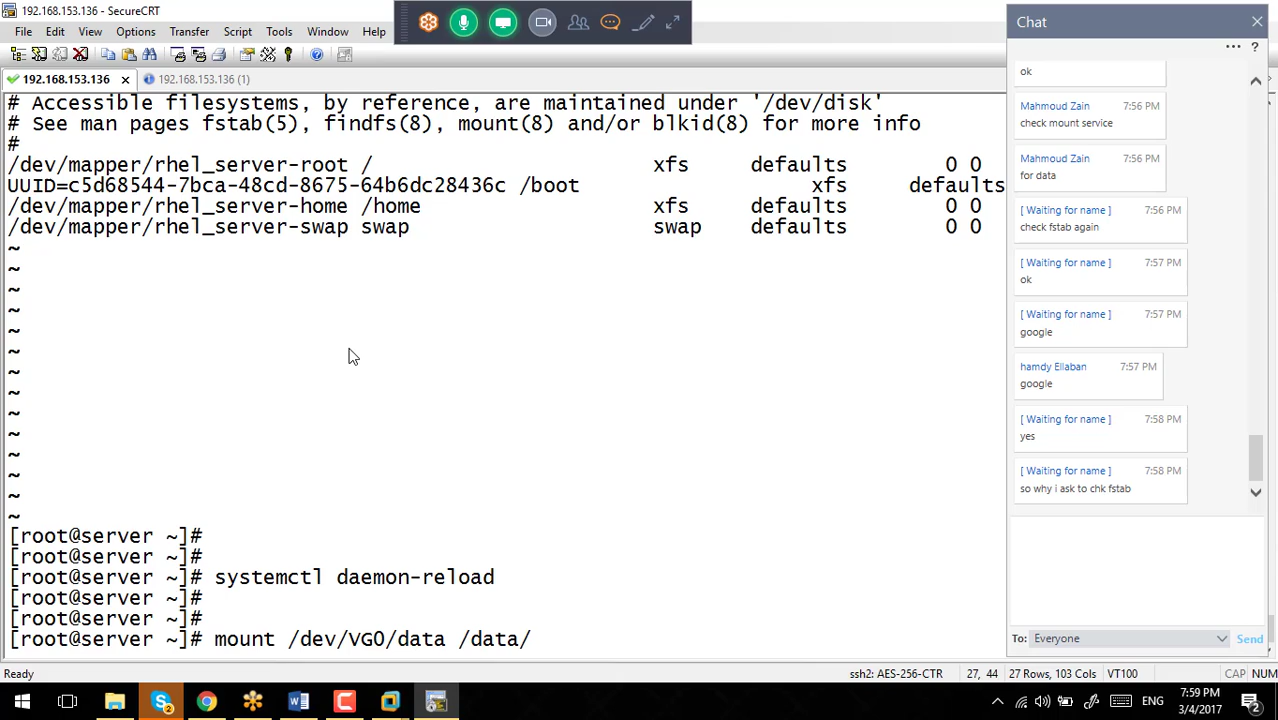 192.168.153.136 - SecureCRT
File Edit View Options Transfer Script Tools Window Help
192.168.153.136
192.168.153.136 (1)
# Accessible filesystems, by reference, are maintained under '/dev/disk'
# See man pages fstab(5), findfs(8), mount(8) and/or blkid(8) for more info
#
/dev/mapper/rhel_server-root / xfs defaults 0 0
UUID=c5d68544-7bca-48cd-8675-64b6dc28436c /boot xfs defaults
/dev/mapper/rhel_server-home /home xfs defaults 0 0
/dev/mapper/rhel_server-swap swap swap defaults 0 0
~
~
~
~
~
~
~
~
~
~
~
~
~
~
[root@server ~]#
[root@server ~]#
[root@server ~]# systemctl daemon-reload
[root@server ~]#
[root@server ~]#
[root@server ~]# mount /dev/VG0/data /data/
Ready
ssh2: AES-256-CTR 27, 44 27 Rows, 103 Cols VT100 CAP NUM
Chat
ok
Mahmoud Zain 7:56 PM
check mount service
Mahmoud Zain 7:56 PM
for data
[ Waiting for name ] 7:56 PM
check fstab again
[ Waiting for name ] 7:57 PM
ok
[ Waiting for name ] 7:57 PM
google
hamdy Ellaban 7:57 PM
google
[ Waiting for name ] 7:58 PM
yes
[ Waiting for name ] 7:58 PM
so why i ask to chk fstab
To: Everyone Send
ENG
7:59 PM
3/4/2017